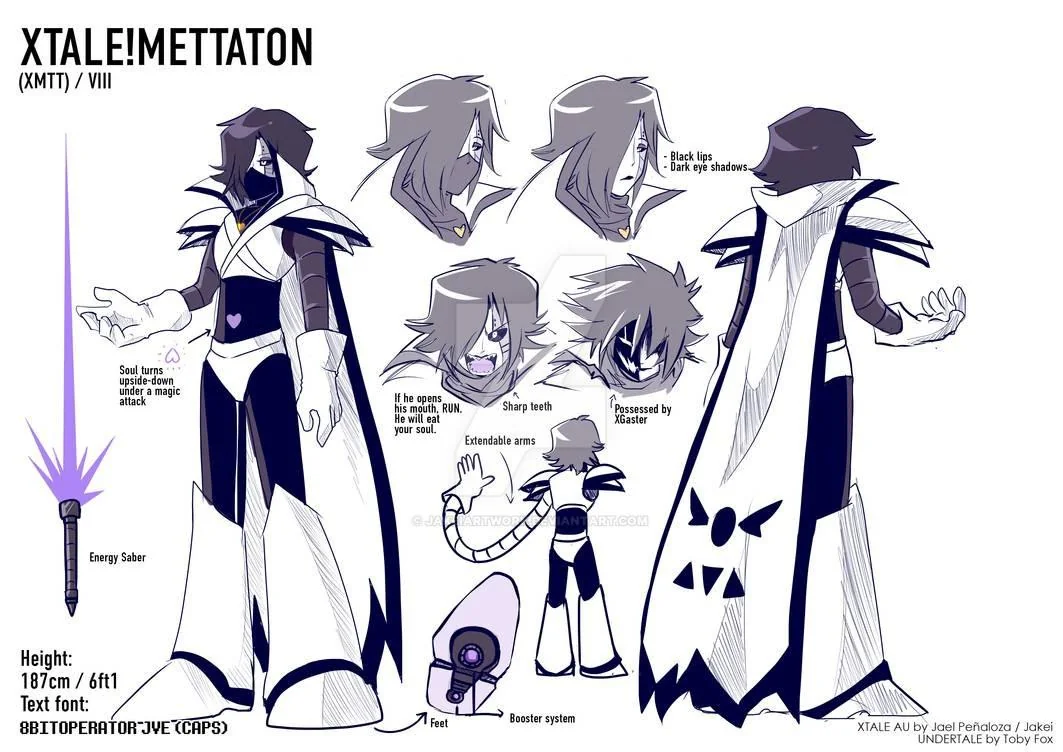 XTALE!METTATON
(XMTT) / VIII
- Black lips
- Dark eye shadows
Soul turns
upside-down
under a magic
attack
If he opens
his mouth, RUN.
He will eat
your soul.
Sharp teeth
Possessed by
XGaster
Extendable arms
© JAKEIARTWORK.DEVIANTART.COM
Energy Saber
Height:
187cm / 6ft1
Text font:
8BITOPERATOR JVE (CAPS)
Feet
Booster system
XTALE AU by Jael Peñaloza / Jakei
UNDERTALE by Toby Fox